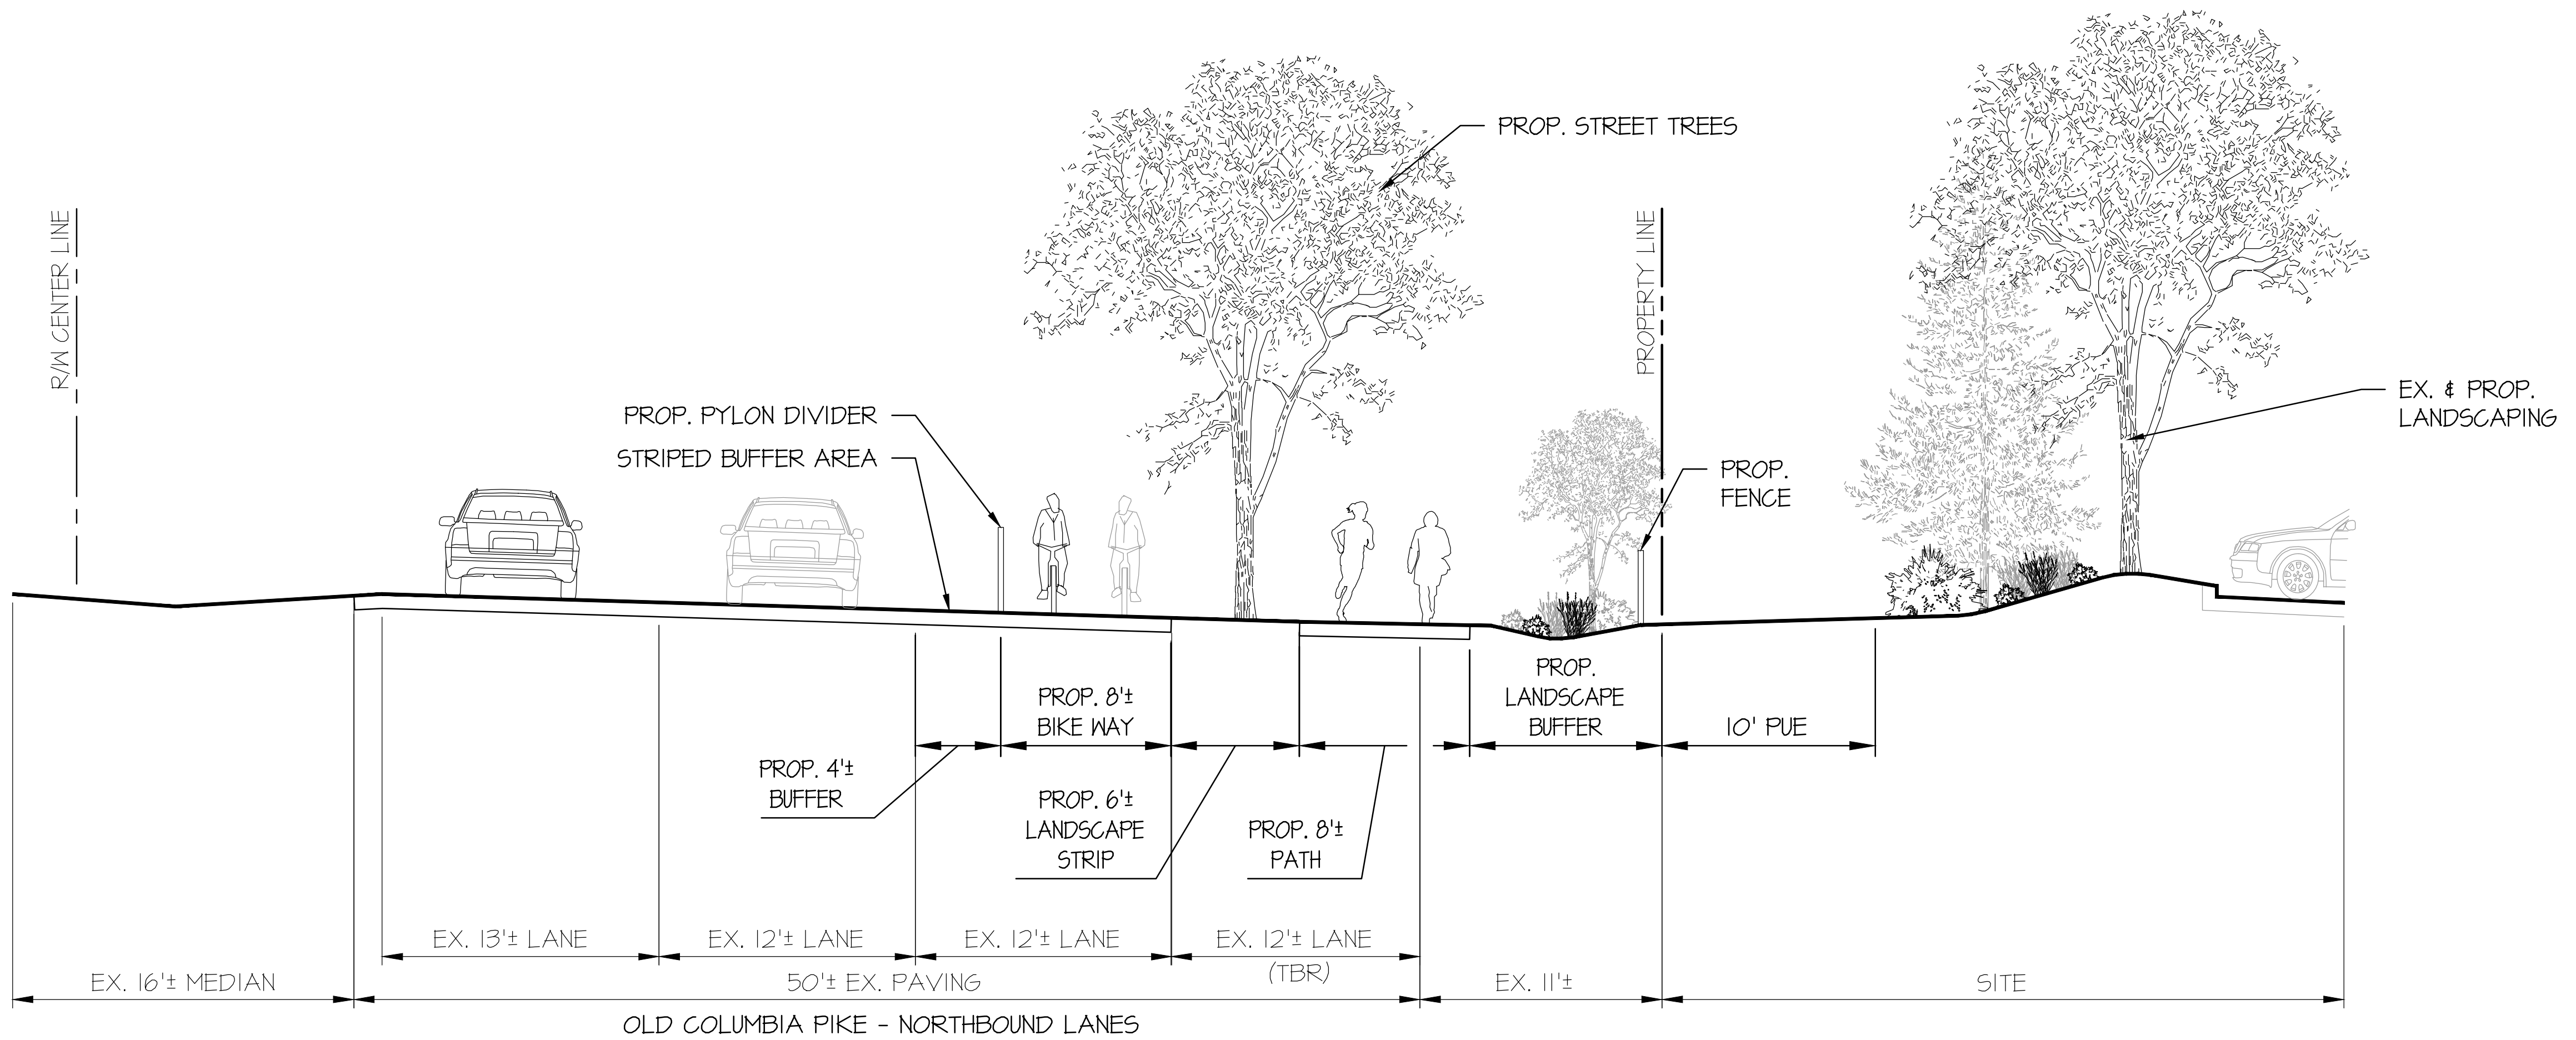 PROP. STREET TREES
R/W CENTER LINE
PROPERTY LINE
EX. & PROP.
LANDSCAPING
PROP. PYLON DIVIDER
STRIPED BUFFER AREA
PROP.
FENCE
PROP. 8'±
BIKE WAY
PROP.
LANDSCAPE
BUFFER
10' PUE
PROP. 4'±
BUFFER
PROP. 6'±
LANDSCAPE
STRIP
PROP. 8'±
PATH
EX. 13'± LANE
EX. 12'± LANE
EX. 12'± LANE
EX. 12'± LANE
(TBR)
EX. 16'± MEDIAN
50'± EX. PAVING
EX. 11'±
SITE
OLD COLUMBIA PIKE - NORTHBOUND LANES